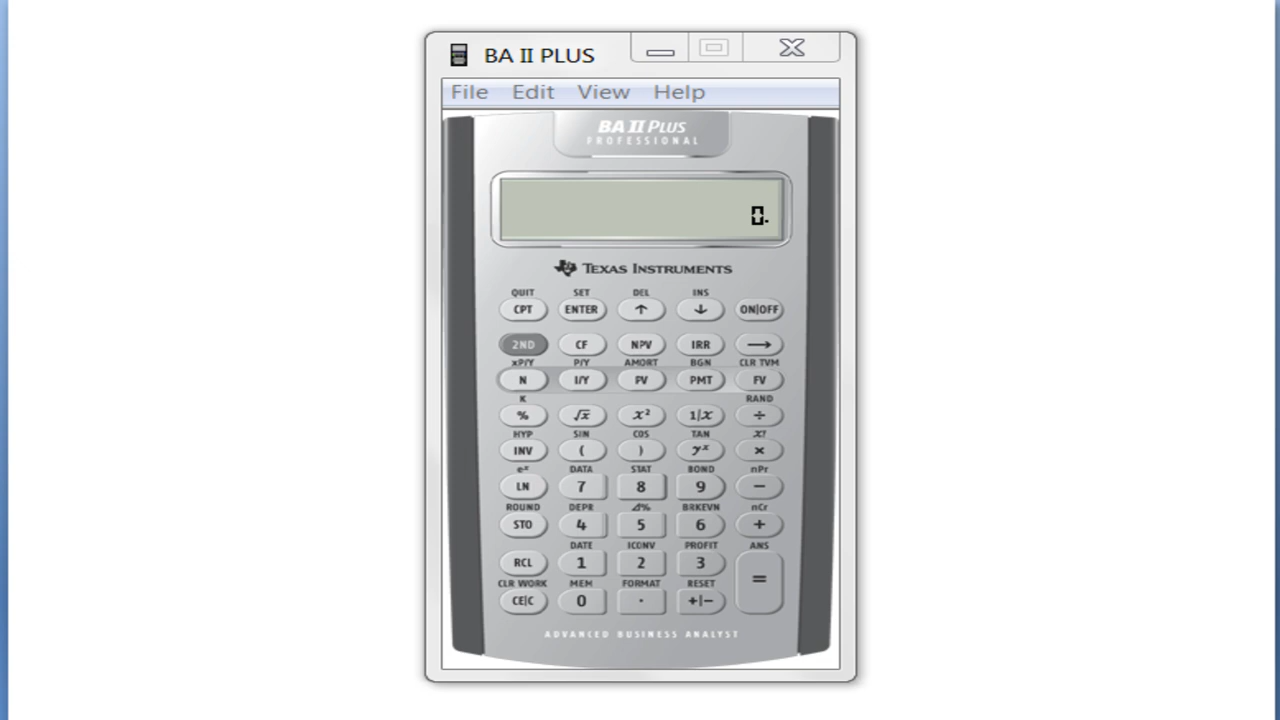 BA II PLUS
File Edit View Help
BA II PLUS
PROFESSIONAL
0.
TEXAS INSTRUMENTS
QUIT SET DEL INS
CPT ENTER ↑ ↓ ON|OFF
2ND CF NPV IRR →
xP/Y P/Y AMORT BGN CLR TVM
N I/Y PV PMT FV
K RAND
% √x x² 1/x ÷
HYP SIN COS TAN x!
INV ( ) yˣ ×
eˣ DATA STAT BOND nPr
LN 7 8 9 −
ROUND DEPR ⊿% BRKEVN nCr
STO 4 5 6 +
DATE ICONV PROFIT ANS
RCL 1 2 3 =
CLR WORK MEM FORMAT RESET
CE|C 0 . +|−
ADVANCED BUSINESS ANALYST